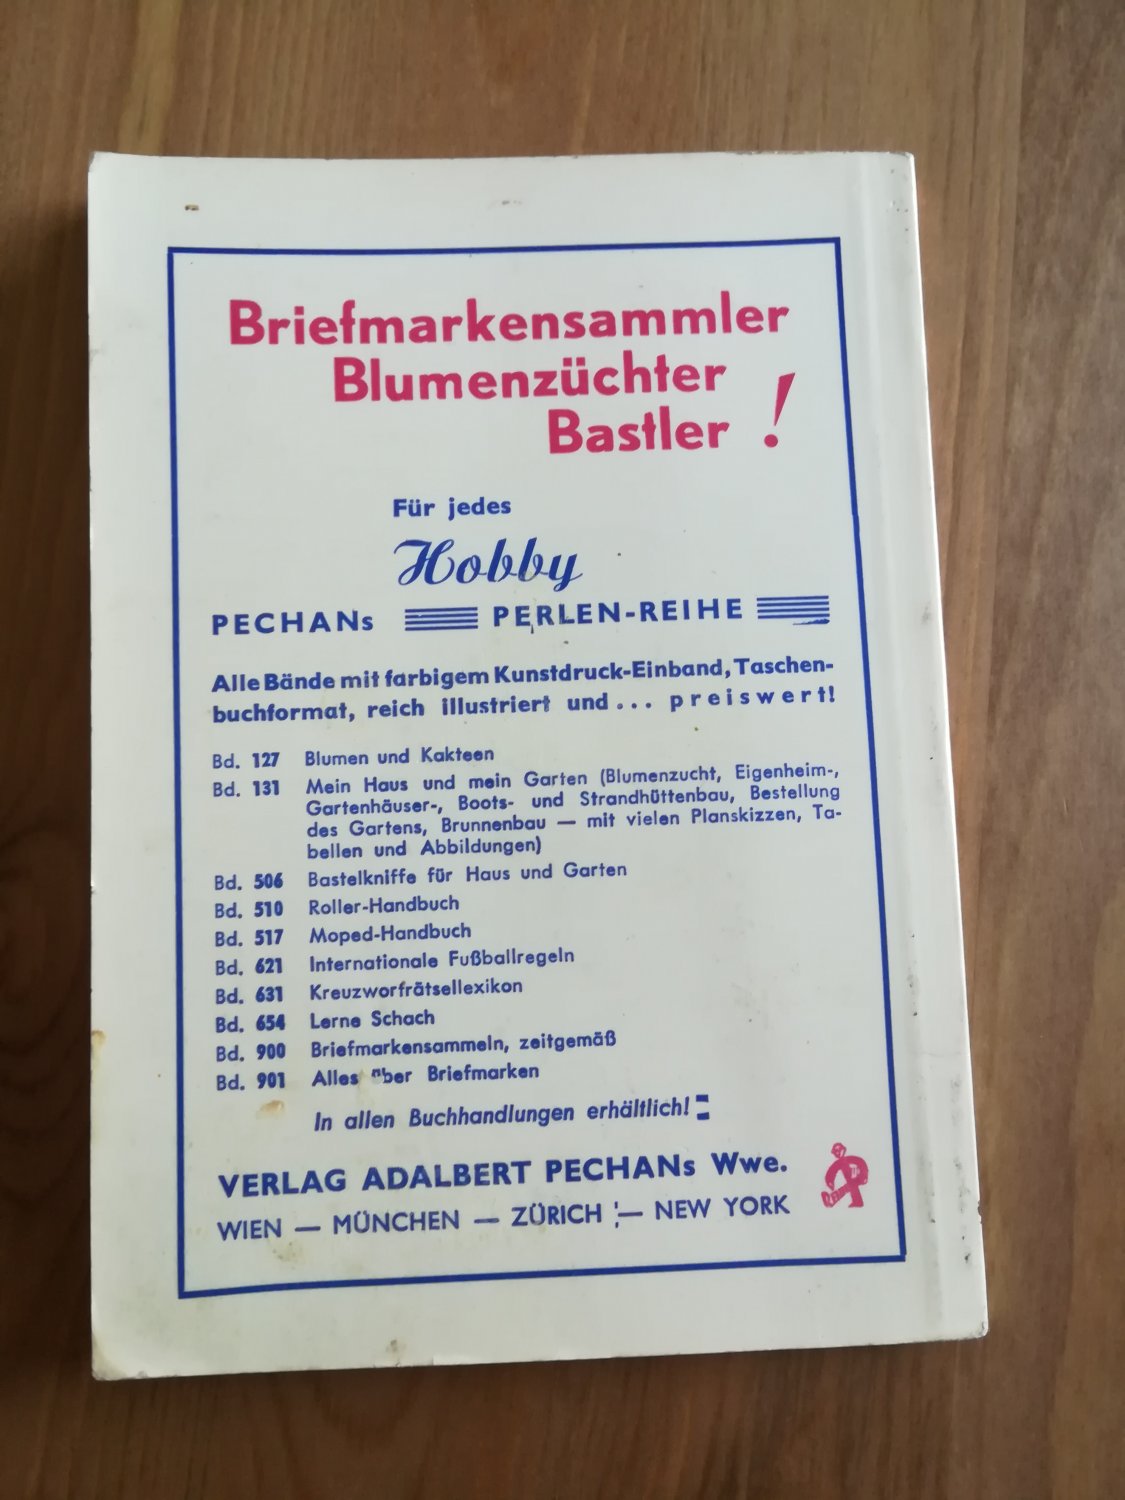 Briefmarkensammler
Blumenzüchter
Bastler !
Für jedes
Hobby
PECHANs PERLEN-REIHE
Alle Bände mit farbigem Kunstdruck-Einband, Taschen-
buchformat, reich illustriert und ... preiswert!
Bd. 127 Blumen und Kakteen
Bd. 131 Mein Haus und mein Garten (Blumenzucht, Eigenheim-,
Gartenhäuser-, Boots- und Strandhüttenbau, Bestellung
des Gartens, Brunnenbau — mit vielen Planskizzen, Ta-
bellen und Abbildungen)
Bd. 506 Bastelkniffe für Haus und Garten
Bd. 510 Roller-Handbuch
Bd. 517 Moped-Handbuch
Bd. 621 Internationale Fußballregeln
Bd. 631 Kreuzworträtsellexikon
Bd. 654 Lerne Schach
Bd. 900 Briefmarkensammeln, zeitgemäß
Bd. 901 Alles über Briefmarken
In allen Buchhandlungen erhältlich!
VERLAG ADALBERT PECHANs Wwe.
WIEN — MÜNCHEN — ZÜRICH — NEW YORK